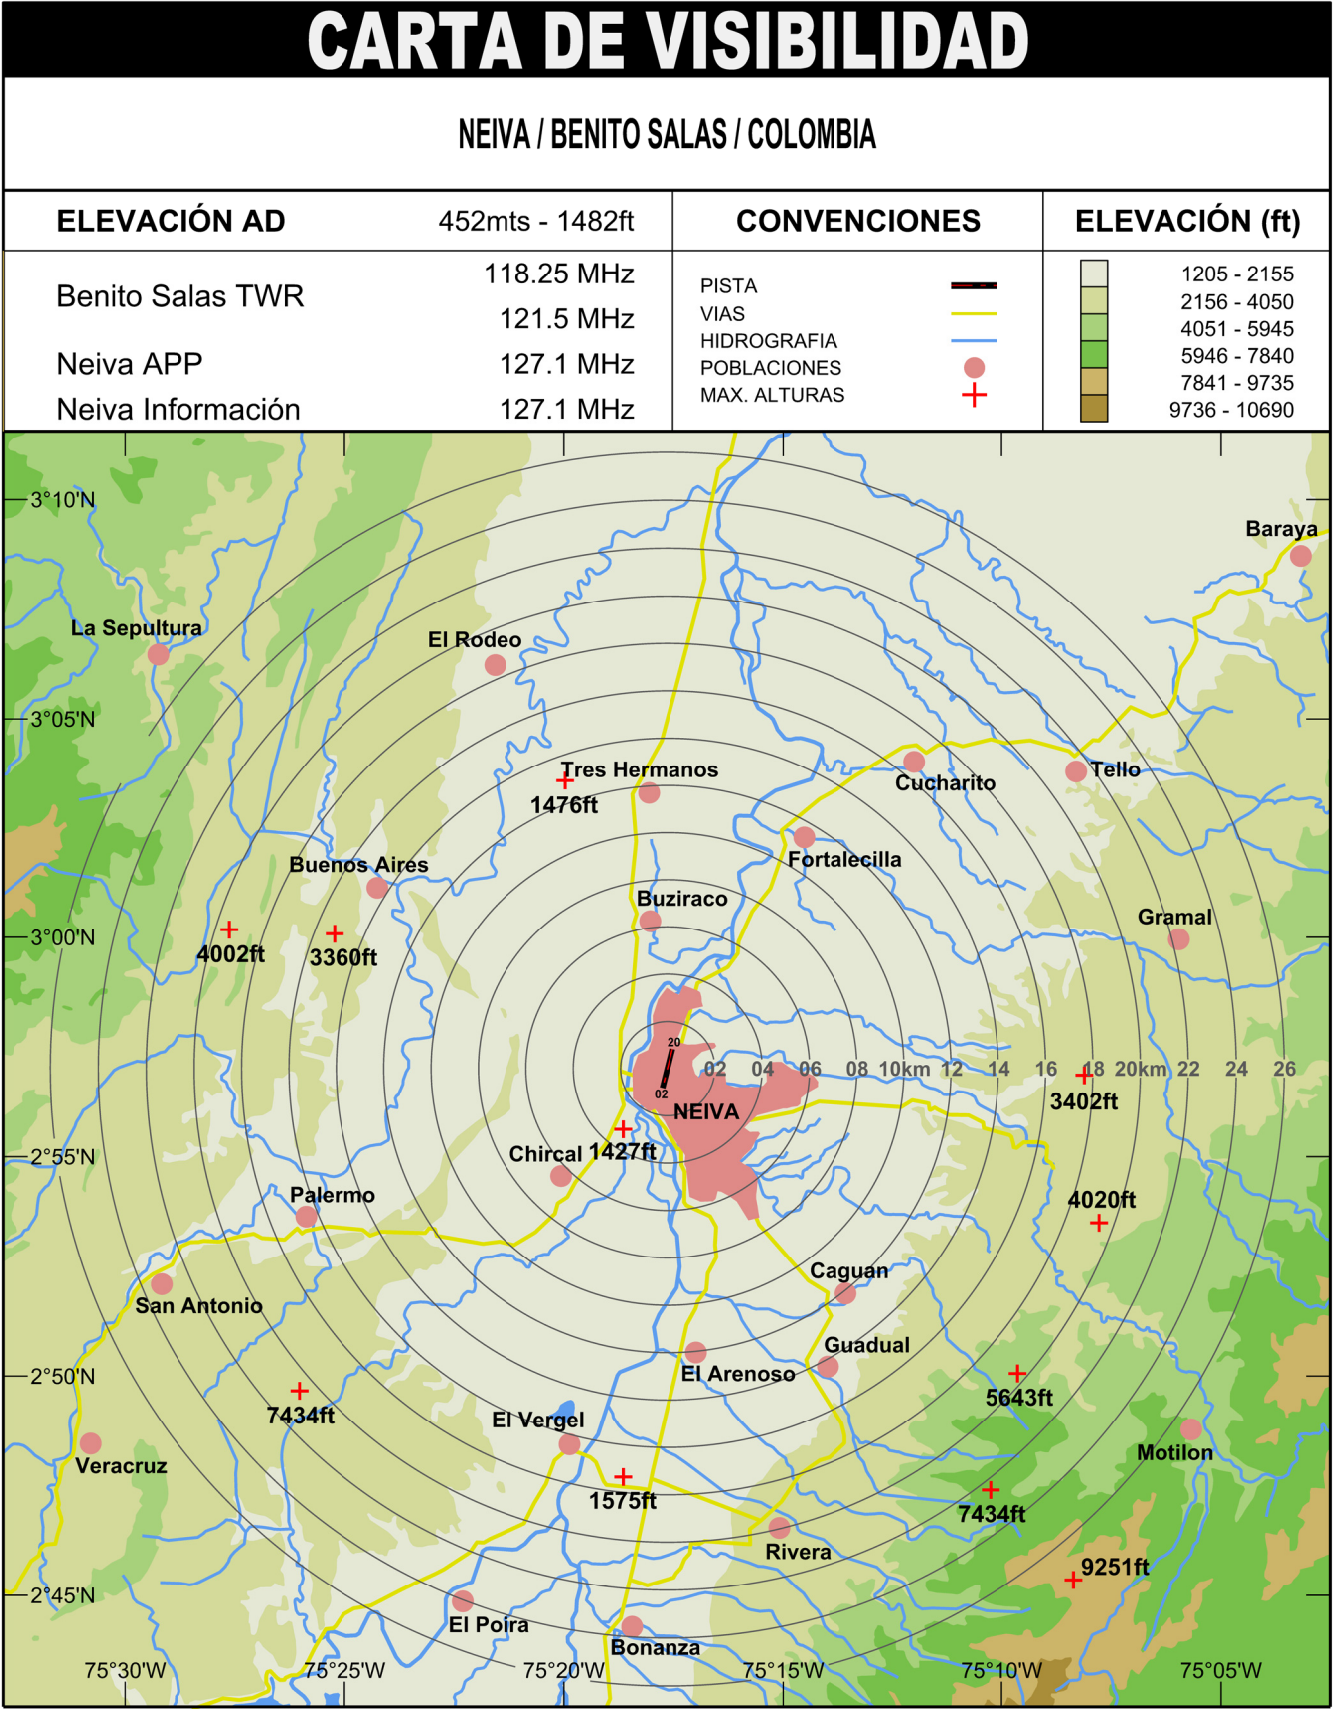 CARTA DE VISIBILIDAD
NEIVA / BENITO SALAS / COLOMBIA
ELEVACIÓN AD 452mts - 1482ft
Benito Salas TWR
118.25 MHz
121.5 MHz
Neiva APP 127.1 MHz
Neiva Información 127.1 MHz
CONVENCIONES
PISTA
VIAS
HIDROGRAFIA
POBLACIONES
MAX. ALTURAS
ELEVACIÓN (ft)
1205 - 2155
2156 - 4050
4051 - 5945
5946 - 7840
7841 - 9735
9736 - 10690
3°10'N
Baraya
La Sepultura
El Rodeo
3°05'N
Tres Hermanos
Tello
Cucharito
1476ft
Fortalecilla
Buenos Aires
Buziraco
Gramal
3°00'N
4002ft
3360ft
20
02 04 06 08 10km 12 14 16 18 20km 22 24 26
02
3402ft
NEIVA
Chircal
1427ft
2°55'N
Palermo
4020ft
Caguan
San Antonio
Guadual
2°50'N
El Arenoso
5643ft
7434ft
El Vergel
Motilon
Veracruz
1575ft
7434ft
Rivera
9251ft
2°45'N
El Poira
Bonanza
75°30'W 75°25'W 75°20'W 75°15'W 75°10'W 75°05'W